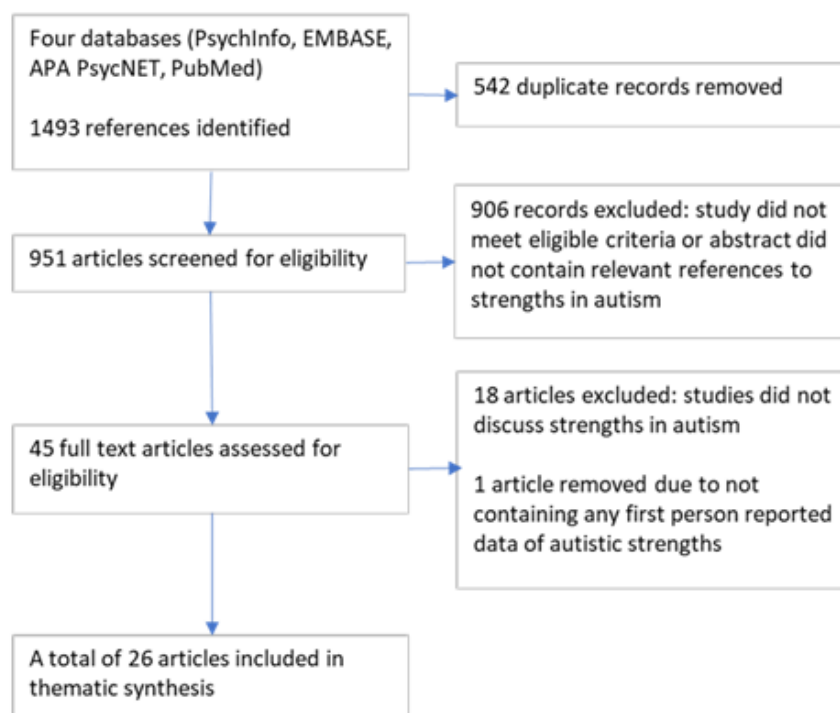 Four databases (PsychInfo, EMBASE,
APA PsycNET, PubMed)
1493 references identified
542 duplicate records removed
951 articles screened for eligibility
906 records excluded: study did not
meet eligible criteria or abstract did
not contain relevant references to
strengths in autism
45 full text articles assessed for
eligibility
18 articles excluded: studies did not
discuss strengths in autism
1 article removed due to not
containing any first person reported
data of autistic strengths
A total of 26 articles included in
thematic synthesis